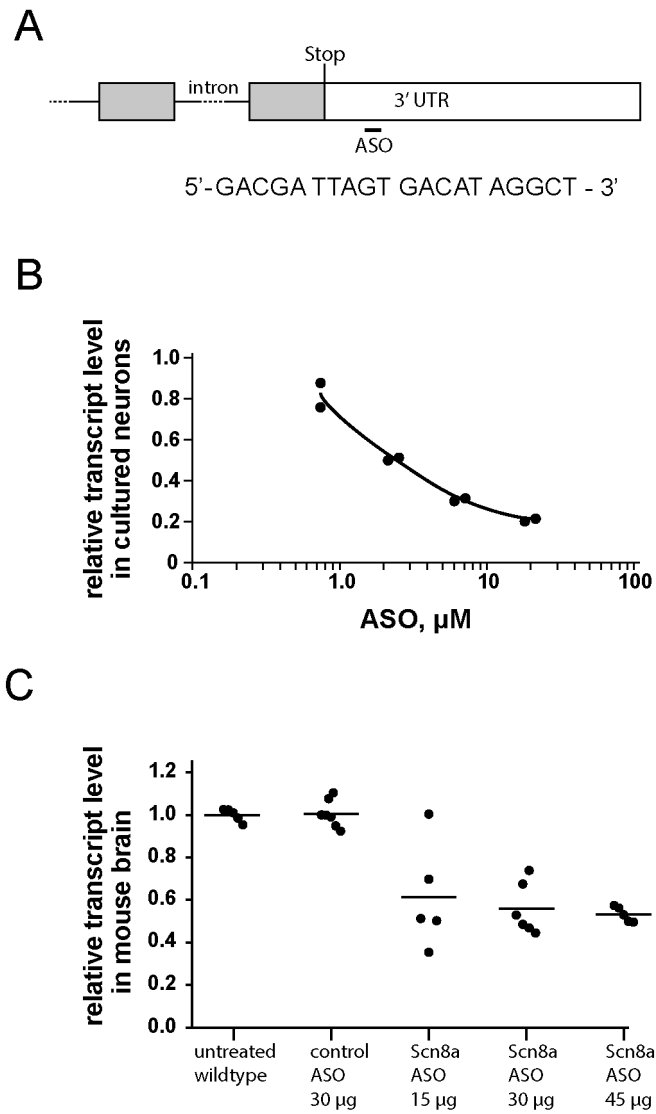 A
Stop
intron
3′ UTR
ASO
5’-GACGA TTAGT GACAT AGGCT - 3’
B
relative transcript level
in cultured neurons
1.0
0.8
0.6
0.4
0.2
0
0.1 1.0 10 100
ASO, µM
C
relative transcript level
in mouse brain
1.2
1.0
0.8
0.6
0.4
0.2
0.0
untreated control Scn8a Scn8a Scn8a
wildtype ASO ASO ASO ASO
30 µg 15 µg 30 µg 45 µg